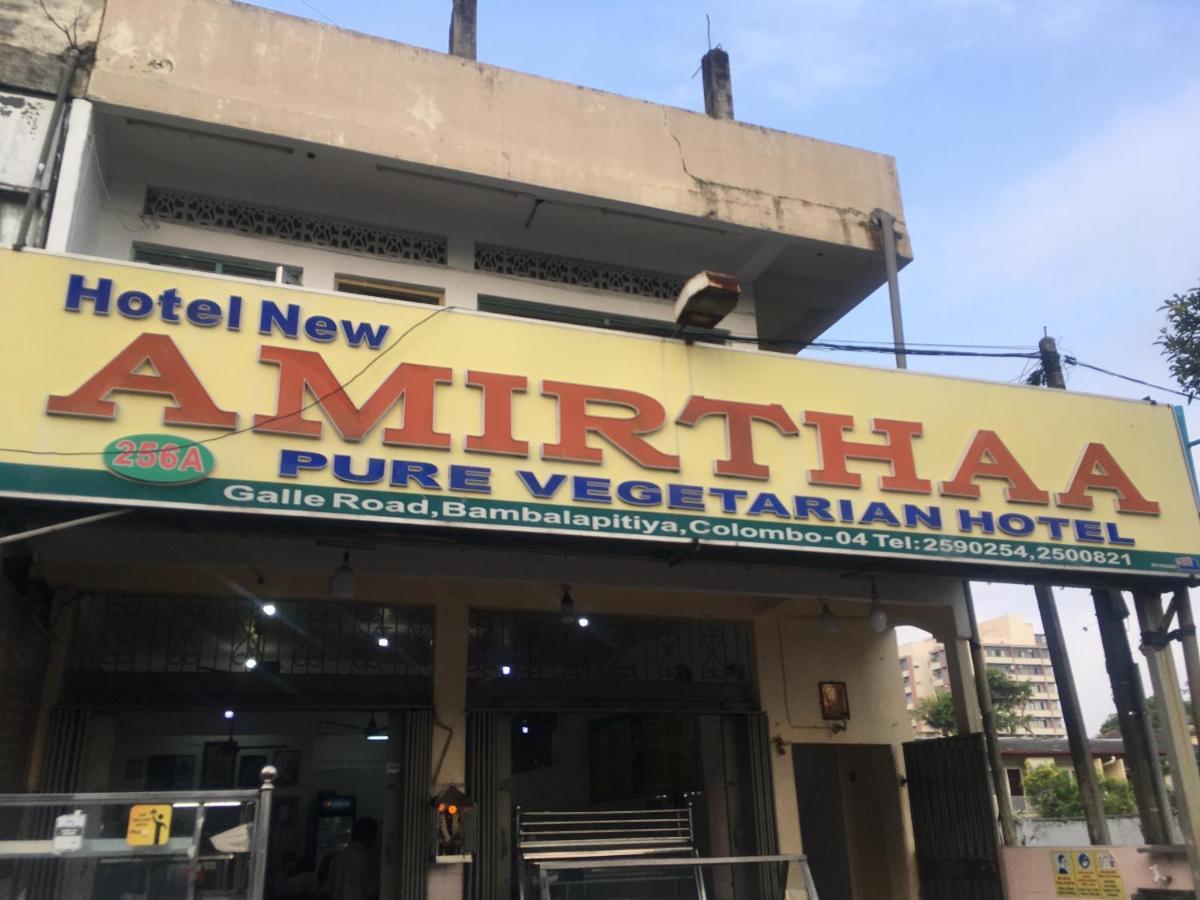 Hotel New
AMIRTHAA
256A
PURE VEGETARIAN HOTEL
Galle Road, Bambalapitiya, Colombo-04 Tel:2590254,2500821